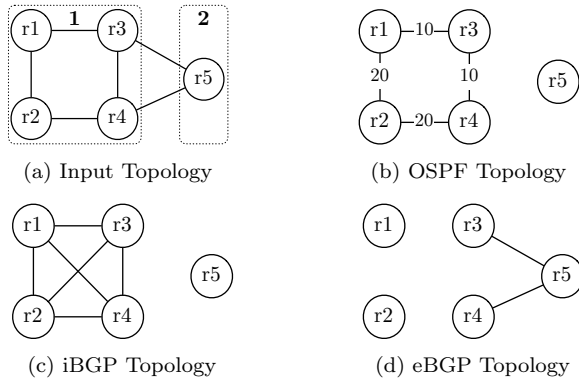 1 2
r1 r3
r5
r2 r4
(a) Input Topology
r1 10 r3
20 10
r5
r2 20 r4
(b) OSPF Topology
r1 r3
r5
r2 r4
(c) iBGP Topology
r1 r3
r5
r2 r4
(d) eBGP Topology